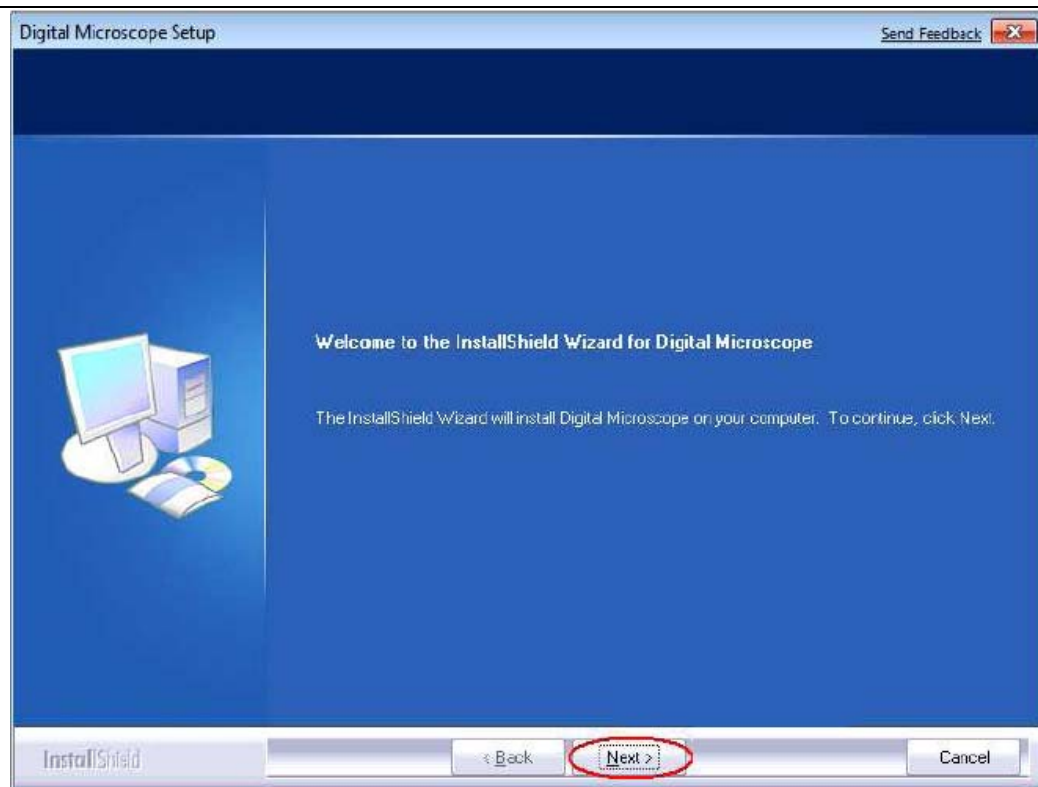 Digital Microscope Setup
Send Feedback
Welcome to the InstallShield Wizard for Digital Microscope
The InstallShield Wizard will install Digital Microscope on your computer. To continue, click Next.
InstallShield
< Back
Next >
Cancel